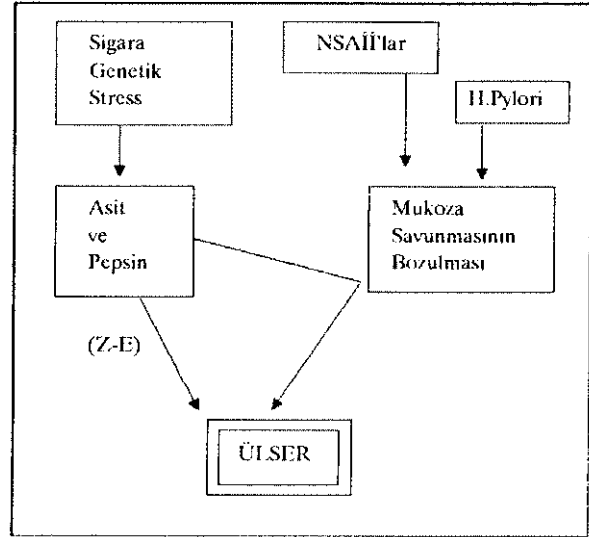 Sigara
Genetik
Stress
NSAİİ'lar
H.Pylori
Asit
ve
Pepsin
Mukoza
Savunmasının
Bozulması
(Z-E)
ÜLSER